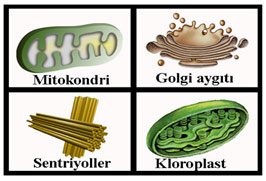 Mitokondri
Golgi aygıtı
Sentriyoller
Kloroplast